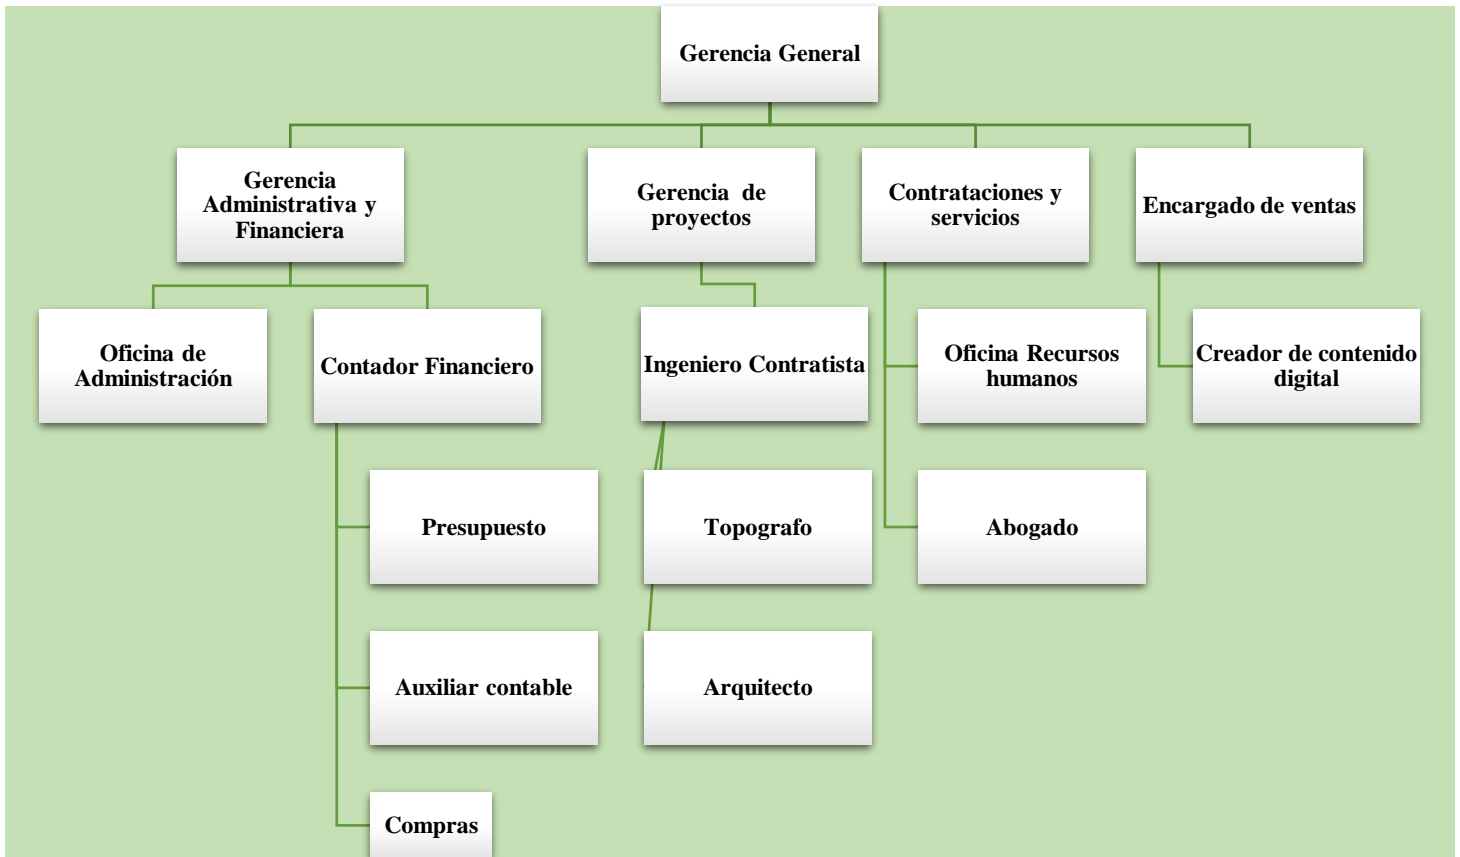 Gerencia General
Gerencia
Administrativa y
Financiera
Gerencia de
proyectos
Contrataciones y
servicios
Encargado de ventas
Oficina de
Administración
Contador Financiero
Ingeniero Contratista
Oficina Recursos
humanos
Creador de contenido
digital
Presupuesto
Topografo
Abogado
Auxiliar contable
Arquitecto
Compras